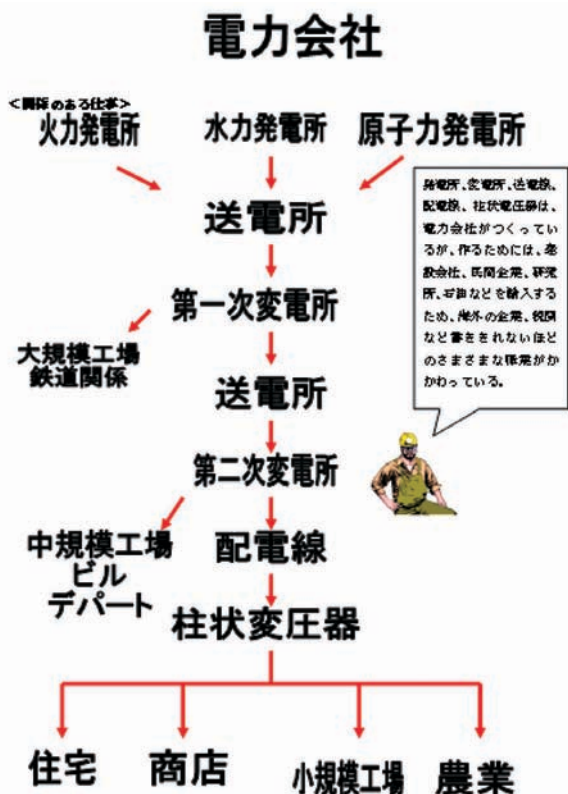 電力会社
＜関係のある仕事＞
火力発電所
水力発電所
原子力発電所
送電所
第一次変電所
大規模工場
鉄道関係
送電所
第二次変電所
中規模工場
ビル
デパート
配電線
柱状変圧器
住宅
商店
小規模工場
農業
発電所、変電所、送電線、
配電線、柱状電圧器は、
電力会社がつくってい
るが、作るためには、建
設会社、民間企業、研究
所、石油などを輸入する
ため、海外の企業、税関
など書ききれないほど
のさまざまな職業がか
かわっている。